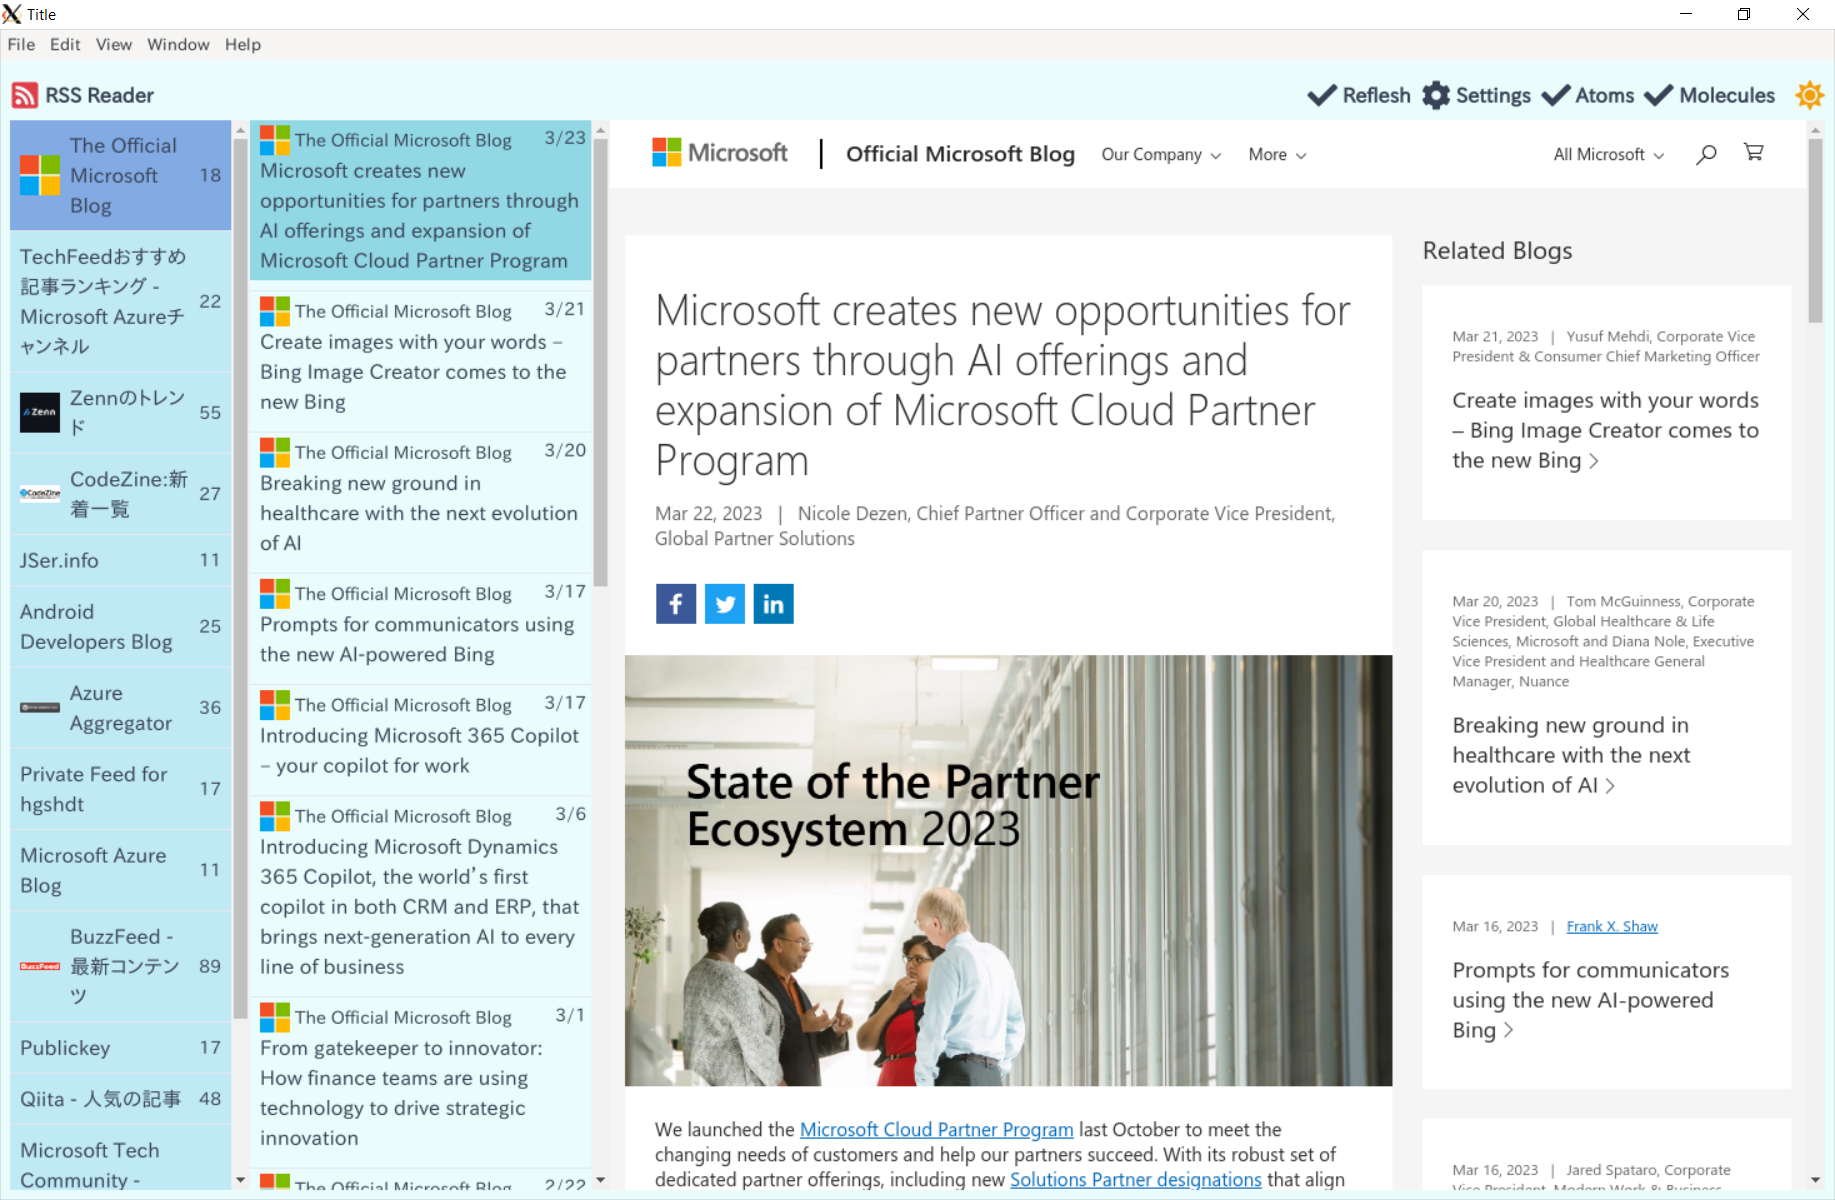 Title
File Edit View Window Help
RSS Reader
Reflesh Settings Atoms Molecules
The Official
Microsoft
Blog
18
TechFeedおすすめ
記事ランキング -
Microsoft Azureチ
ャンネル
22
Zenn
Zennのトレン
ド
55
CodeZine
CodeZine:新
着一覧
27
JSer.info 11
Android
Developers Blog
25
Azure
Aggregator
36
Private Feed for
hgshdt
17
Microsoft Azure
Blog
11
BuzzFeed
BuzzFeed -
最新コンテン
ツ
89
Publickey 17
Qiita - 人気の記事 48
Microsoft Tech
Community -
The Official Microsoft Blog 3/23
Microsoft creates new
opportunities for partners through
AI offerings and expansion of
Microsoft Cloud Partner Program
The Official Microsoft Blog 3/21
Create images with your words –
Bing Image Creator comes to the
new Bing
The Official Microsoft Blog 3/20
Breaking new ground in
healthcare with the next evolution
of AI
The Official Microsoft Blog 3/17
Prompts for communicators using
the new AI-powered Bing
The Official Microsoft Blog 3/17
Introducing Microsoft 365 Copilot
– your copilot for work
The Official Microsoft Blog 3/6
Introducing Microsoft Dynamics
365 Copilot, the world’s first
copilot in both CRM and ERP, that
brings next-generation AI to every
line of business
The Official Microsoft Blog 3/1
From gatekeeper to innovator:
How finance teams are using
technology to drive strategic
innovation
The Official Microsoft Blog 2/22
Microsoft | Official Microsoft Blog Our Company More All Microsoft
Microsoft creates new opportunities for
partners through AI offerings and
expansion of Microsoft Cloud Partner
Program
Mar 22, 2023 | Nicole Dezen, Chief Partner Officer and Corporate Vice President,
Global Partner Solutions
State of the Partner
Ecosystem 2023
We launched the Microsoft Cloud Partner Program last October to meet the
changing needs of customers and help our partners succeed. With its robust set of
dedicated partner offerings, including new Solutions Partner designations that align
Related Blogs
Mar 21, 2023 | Yusuf Mehdi, Corporate Vice
President & Consumer Chief Marketing Officer
Create images with your words
– Bing Image Creator comes to
the new Bing
Mar 20, 2023 | Tom McGuinness, Corporate
Vice President, Global Healthcare & Life
Sciences, Microsoft and Diana Nole, Executive
Vice President and Healthcare General
Manager, Nuance
Breaking new ground in
healthcare with the next
evolution of AI
Mar 16, 2023 | Frank X. Shaw
Prompts for communicators
using the new AI-powered
Bing
Mar 16, 2023 | Jared Spataro, Corporate
Vice President, Modern Work & Business